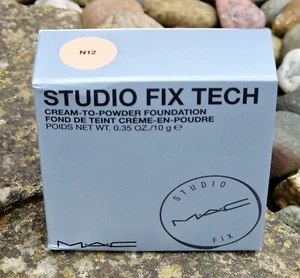 N12
STUDIO FIX TECH
CREAM-TO-POWDER FOUNDATION
FOND DE TEINT CRÈME-EN-POUDRE
POIDS NET WT. 0.35 OZ./10 g ℮
STUDIO
M·A·C
FIX
M·A·C